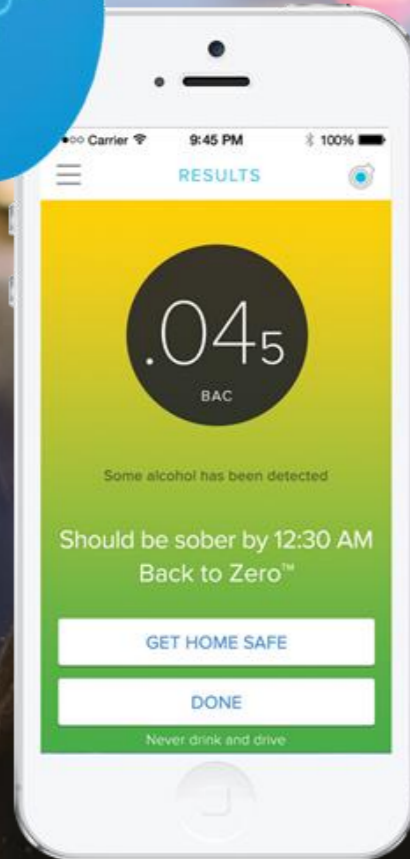 Carrier 9:45 PM 100%
RESULTS
.045
BAC
Some alcohol has been detected
Should be sober by 12:30 AM
Back to Zero™
GET HOME SAFE
DONE
Never drink and drive